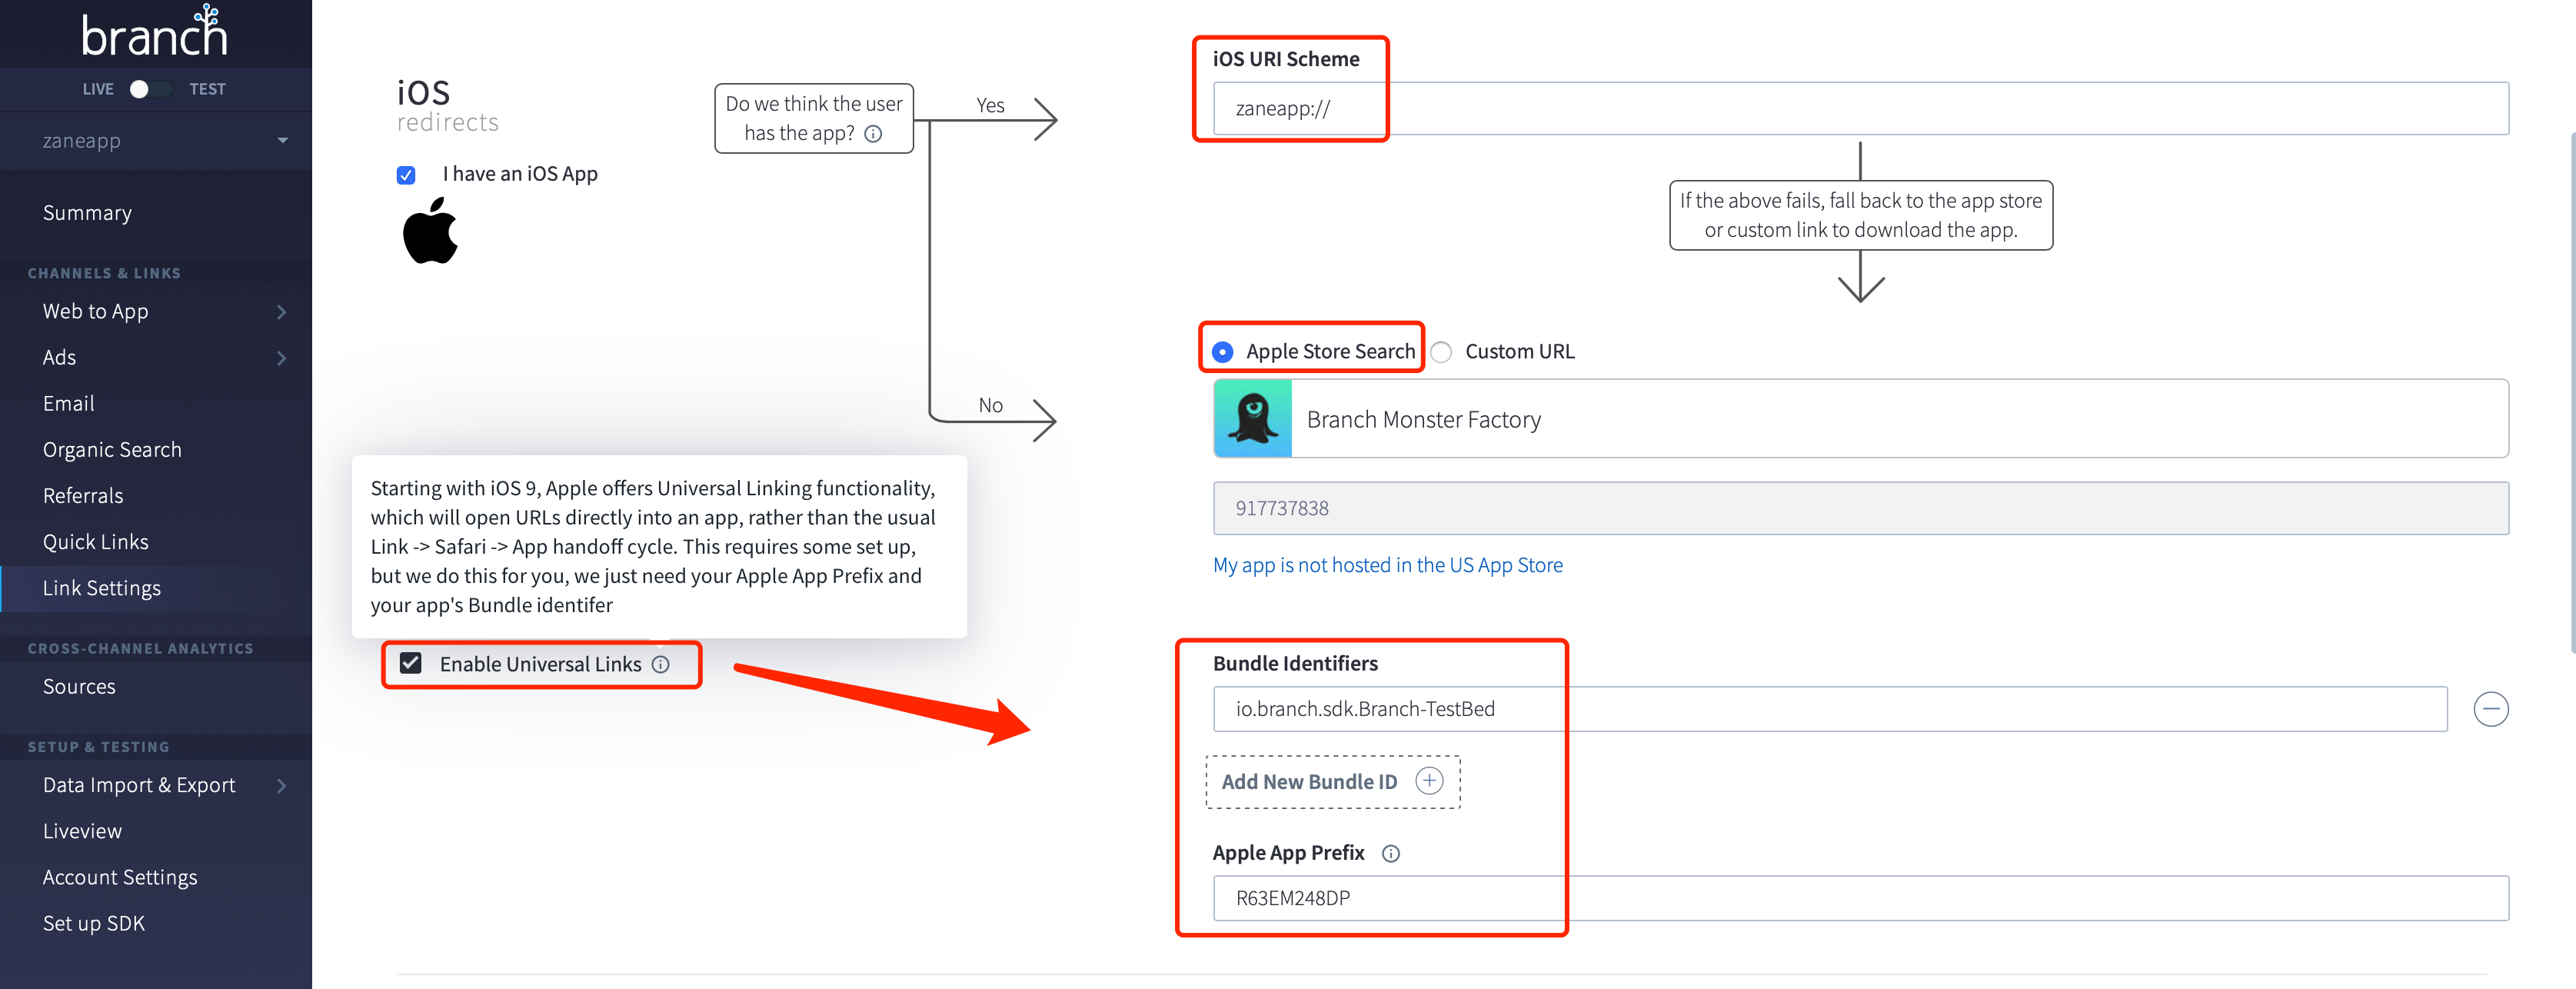 branch
LIVE TEST
zaneapp
Summary
CHANNELS & LINKS
Web to App
Ads
Email
Organic Search
Referrals
Quick Links
Link Settings
CROSS-CHANNEL ANALYTICS
Sources
SETUP & TESTING
Data Import & Export
Liveview
Account Settings
Set up SDK
iOS
redirects
I have an iOS App
Do we think the user
has the app?
Yes
No
Starting with iOS 9, Apple offers Universal Linking functionality,
which will open URLs directly into an app, rather than the usual
Link -> Safari -> App handoff cycle. This requires some set up,
but we do this for you, we just need your Apple App Prefix and
your app's Bundle identifer
Enable Universal Links
iOS URI Scheme
zaneapp://
If the above fails, fall back to the app store
or custom link to download the app.
Apple Store Search Custom URL
Branch Monster Factory
917737838
My app is not hosted in the US App Store
Bundle Identifiers
io.branch.sdk.Branch-TestBed
Add New Bundle ID
Apple App Prefix
R63EM248DP